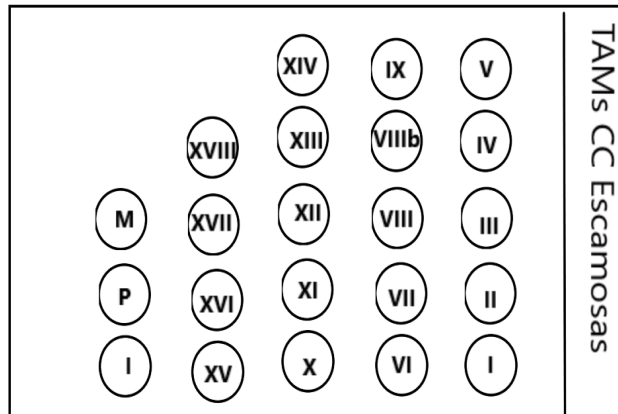 XIV IX V
XVIII XIII VIIIb IV
M XVII XII VIII III
P XVI XI VII II
I XV X VI I
TAMs CC Escamosas